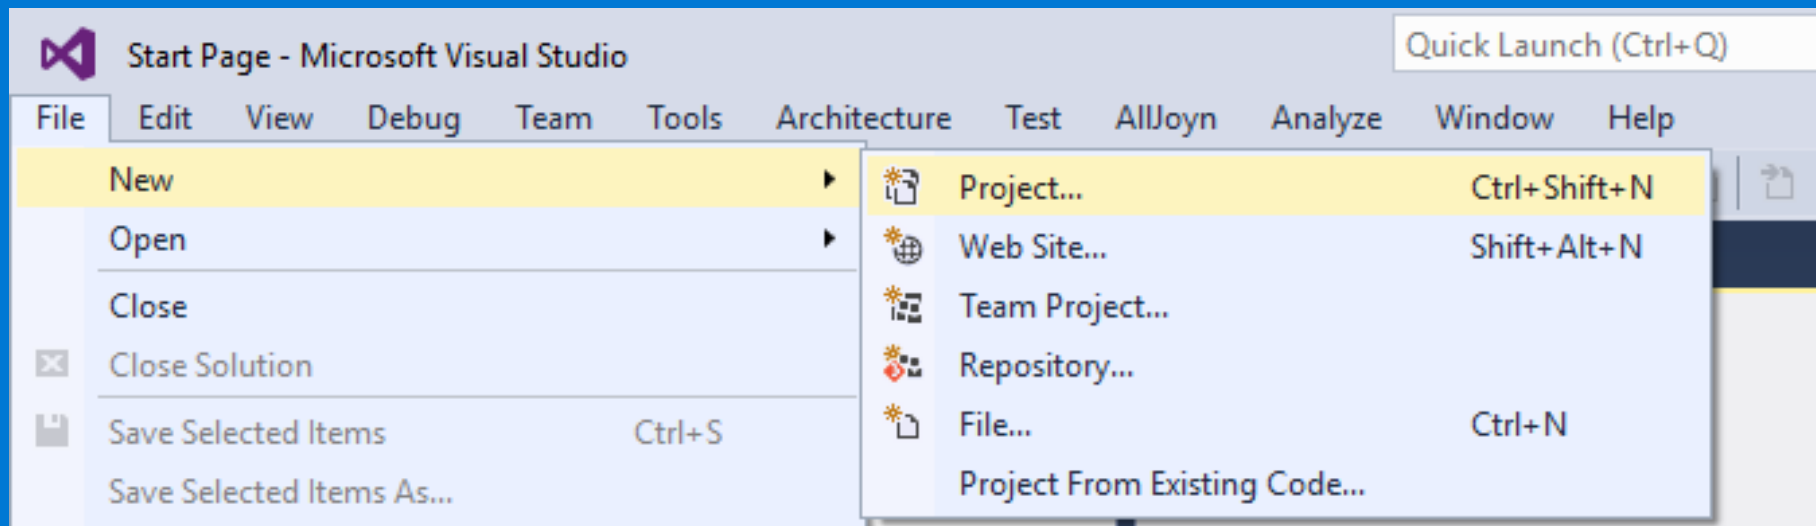 Start Page - Microsoft Visual Studio
Quick Launch (Ctrl+Q)
File Edit View Debug Team Tools Architecture Test AllJoyn Analyze Window Help
New
Open
Close
Close Solution
Save Selected Items Ctrl+S
Save Selected Items As...
Project... Ctrl+Shift+N
Web Site... Shift+Alt+N
Team Project...
Repository...
File... Ctrl+N
Project From Existing Code...